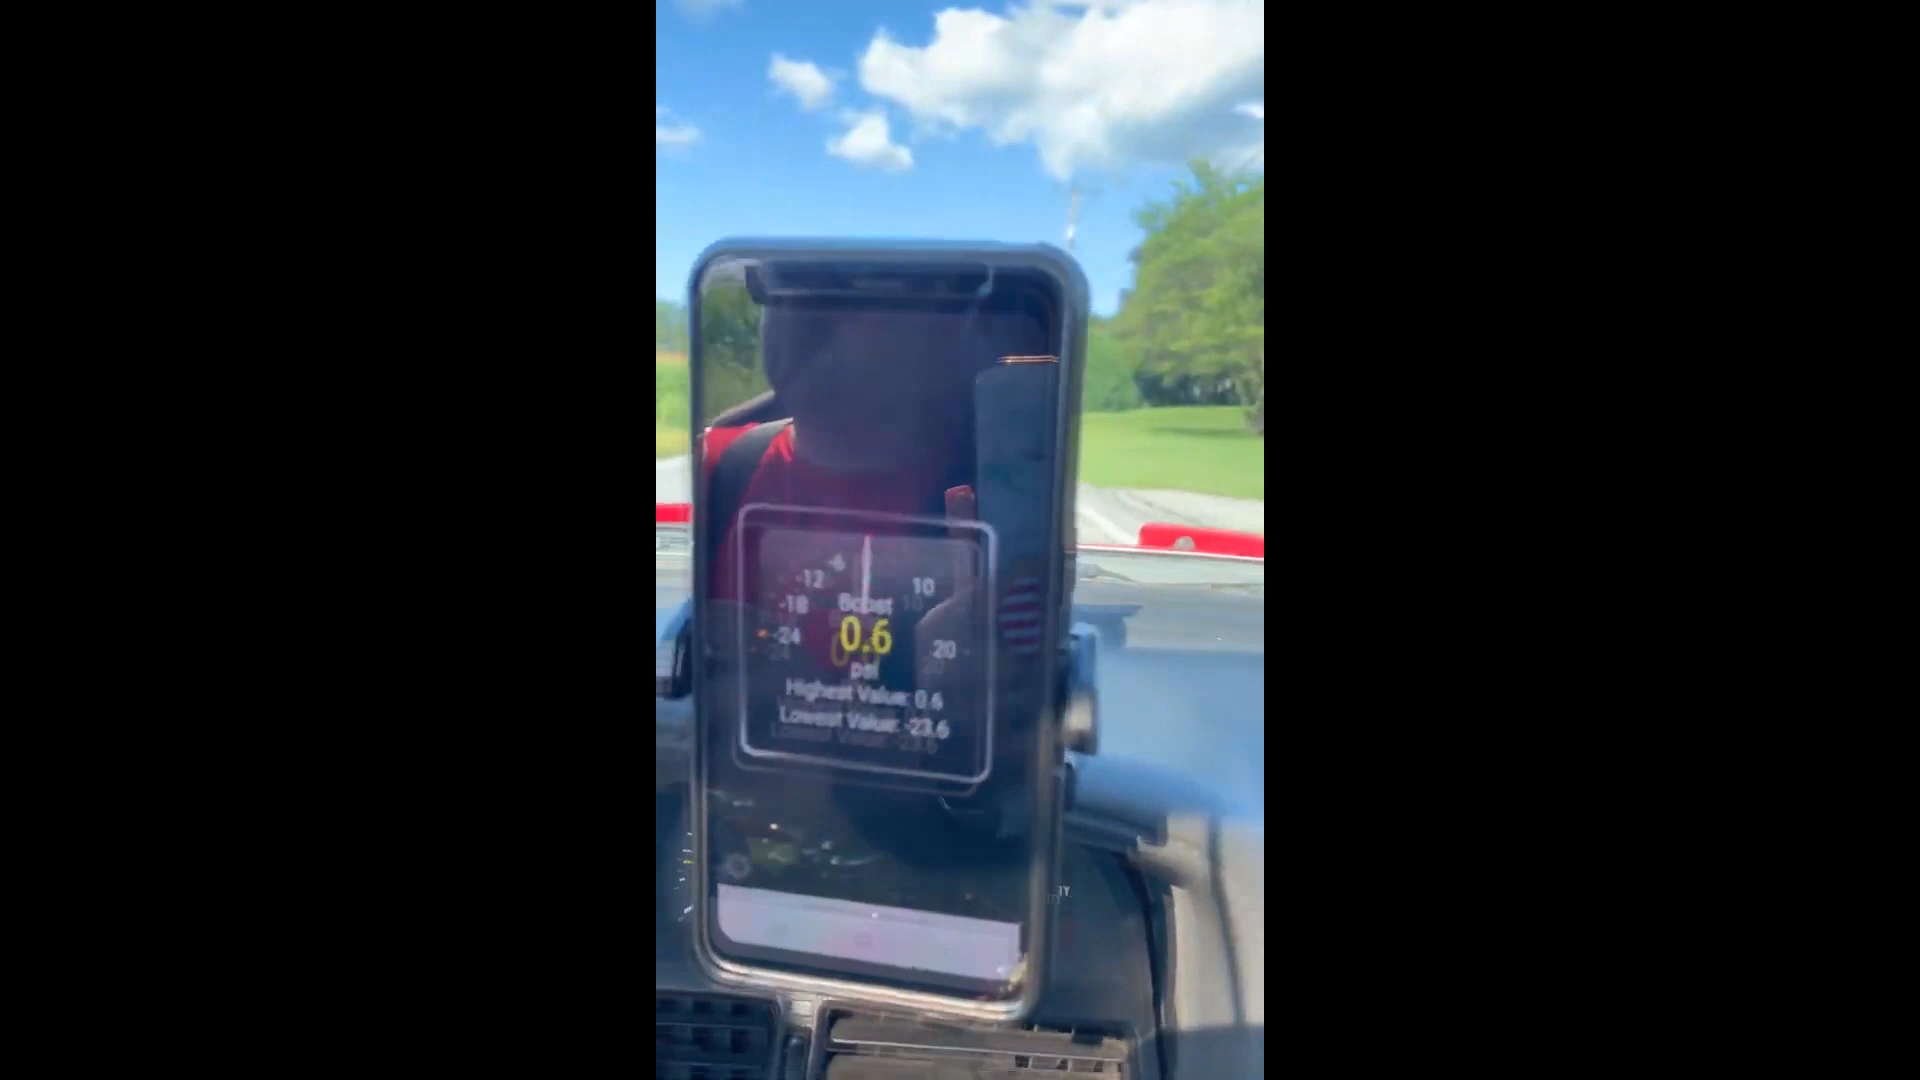 -6
-12
10
-18
Boost
-24
0.6
20
psi
Highest Value: 0.6
Lowest Value: -23.6